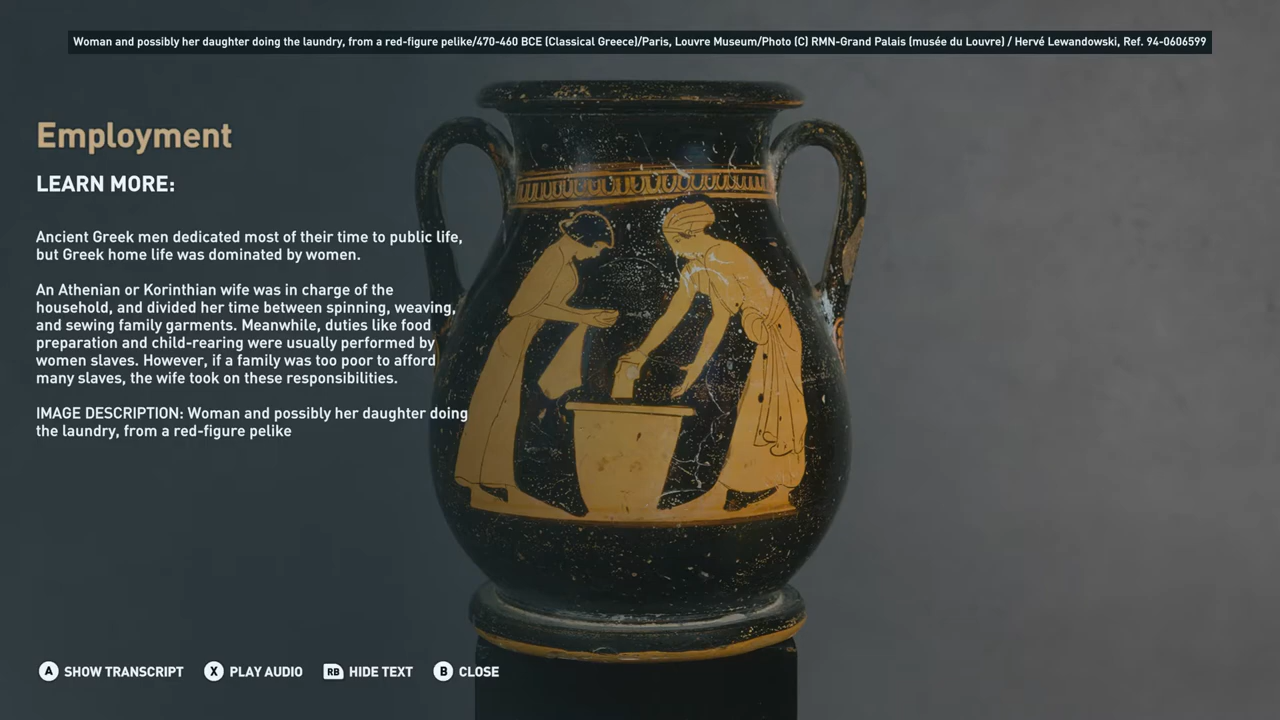 Woman and possibly her daughter doing the laundry, from a red-figure pelike/470-460 BCE (Classical Greece)/Paris, Louvre Museum/Photo (C) RMN-Grand Palais (musée du Louvre) / Hervé Lewandowski, Ref. 94-0606599
Employment
LEARN MORE:
Ancient Greek men dedicated most of their time to public life,
but Greek home life was dominated by women.
An Athenian or Korinthian wife was in charge of the
household, and divided her time between spinning, weaving,
and sewing family garments. Meanwhile, duties like food
preparation and child-rearing were usually performed by
women slaves. However, if a family was too poor to afford
many slaves, the wife took on these responsibilities.
IMAGE DESCRIPTION: Woman and possibly her daughter doing
the laundry, from a red-figure pelike
A SHOW TRANSCRIPT X PLAY AUDIO RB HIDE TEXT B CLOSE